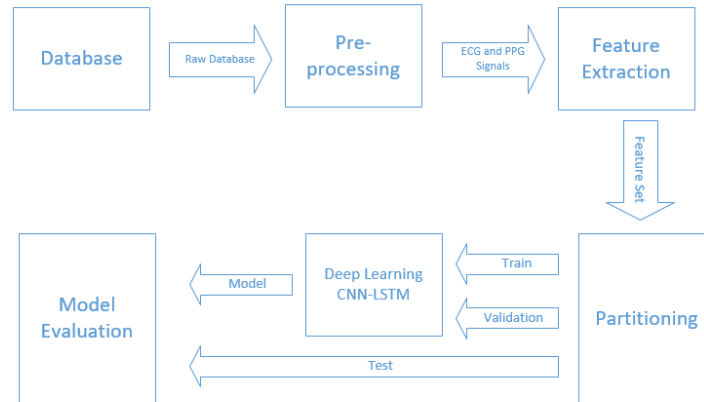 Database
Raw Database
Pre-
processing
ECG and PPG
Signals
Feature
Extraction
Feature Set
Partitioning
Train
Validation
Test
Deep Learning
CNN-LSTM
Model
Model
Evaluation